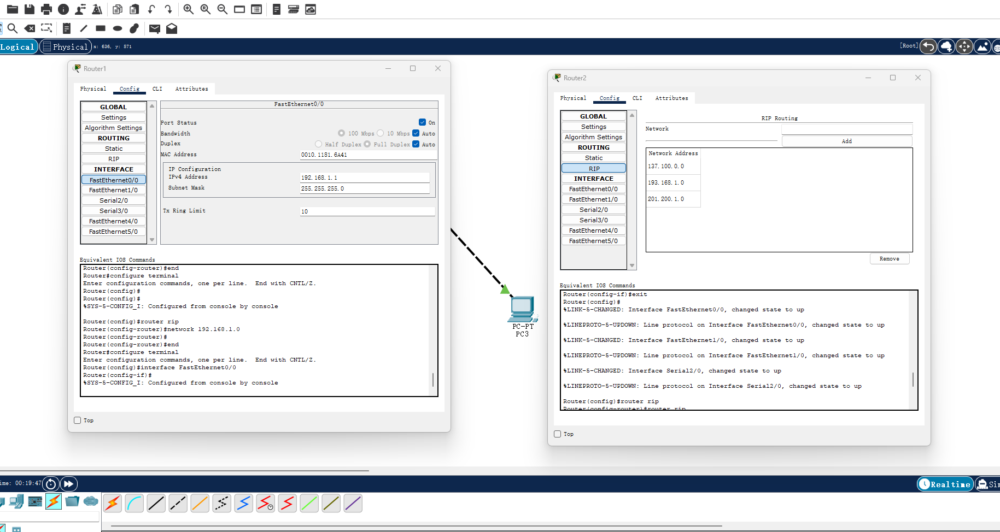 Logical
Physical
x: 636, y: 571
[Root]
Router1
Physical
Config
CLI
Attributes
GLOBAL
Settings
Algorithm Settings
ROUTING
Static
RIP
INTERFACE
FastEthernet0/0
FastEthernet1/0
Serial2/0
Serial3/0
FastEthernet4/0
FastEthernet5/0
FastEthernet0/0
Port Status
On
Bandwidth
100 Mbps
10 Mbps
Auto
Duplex
Half Duplex
Full Duplex
Auto
MAC Address
0010.1181.6A41
IP Configuration
IPv4 Address
192.168.1.1
Subnet Mask
255.255.255.0
Tx Ring Limit
10
Equivalent IOS Commands
Router(config-router)#end
Router#configure terminal
Enter configuration commands, one per line.  End with CNTL/Z.
Router(config)#
Router(config)#
%SYS-5-CONFIG_I: Configured from console by console
Router(config)#router rip
Router(config-router)#network 192.168.1.0
Router(config-router)#
Router(config-router)#end
Router#configure terminal
Enter configuration commands, one per line.  End with CNTL/Z.
Router(config)#interface FastEthernet0/0
Router(config-if)#
%SYS-5-CONFIG_I: Configured from console by console
Top
PC-PT
PC3
Router2
Physical
Config
CLI
Attributes
GLOBAL
Settings
Algorithm Settings
ROUTING
Static
RIP
INTERFACE
FastEthernet0/0
FastEthernet1/0
Serial2/0
Serial3/0
FastEthernet4/0
FastEthernet5/0
RIP Routing
Network
Add
Network Address
137.100.0.0
193.168.1.0
201.200.1.0
Remove
Equivalent IOS Commands
Router(config-if)#exit
Router(config)#
%LINK-5-CHANGED: Interface FastEthernet0/0, changed state to up
%LINEPROTO-5-UPDOWN: Line protocol on Interface FastEthernet0/0, changed state to up
%LINK-5-CHANGED: Interface FastEthernet1/0, changed state to up
%LINEPROTO-5-UPDOWN: Line protocol on Interface FastEthernet1/0, changed state to up
%LINK-5-CHANGED: Interface Serial2/0, changed state to up
%LINEPROTO-5-UPDOWN: Line protocol on Interface Serial2/0, changed state to up
Router(config)#router rip
Router(config-router)#router rip
Top
ime: 00:19:47
Realtime
Sim